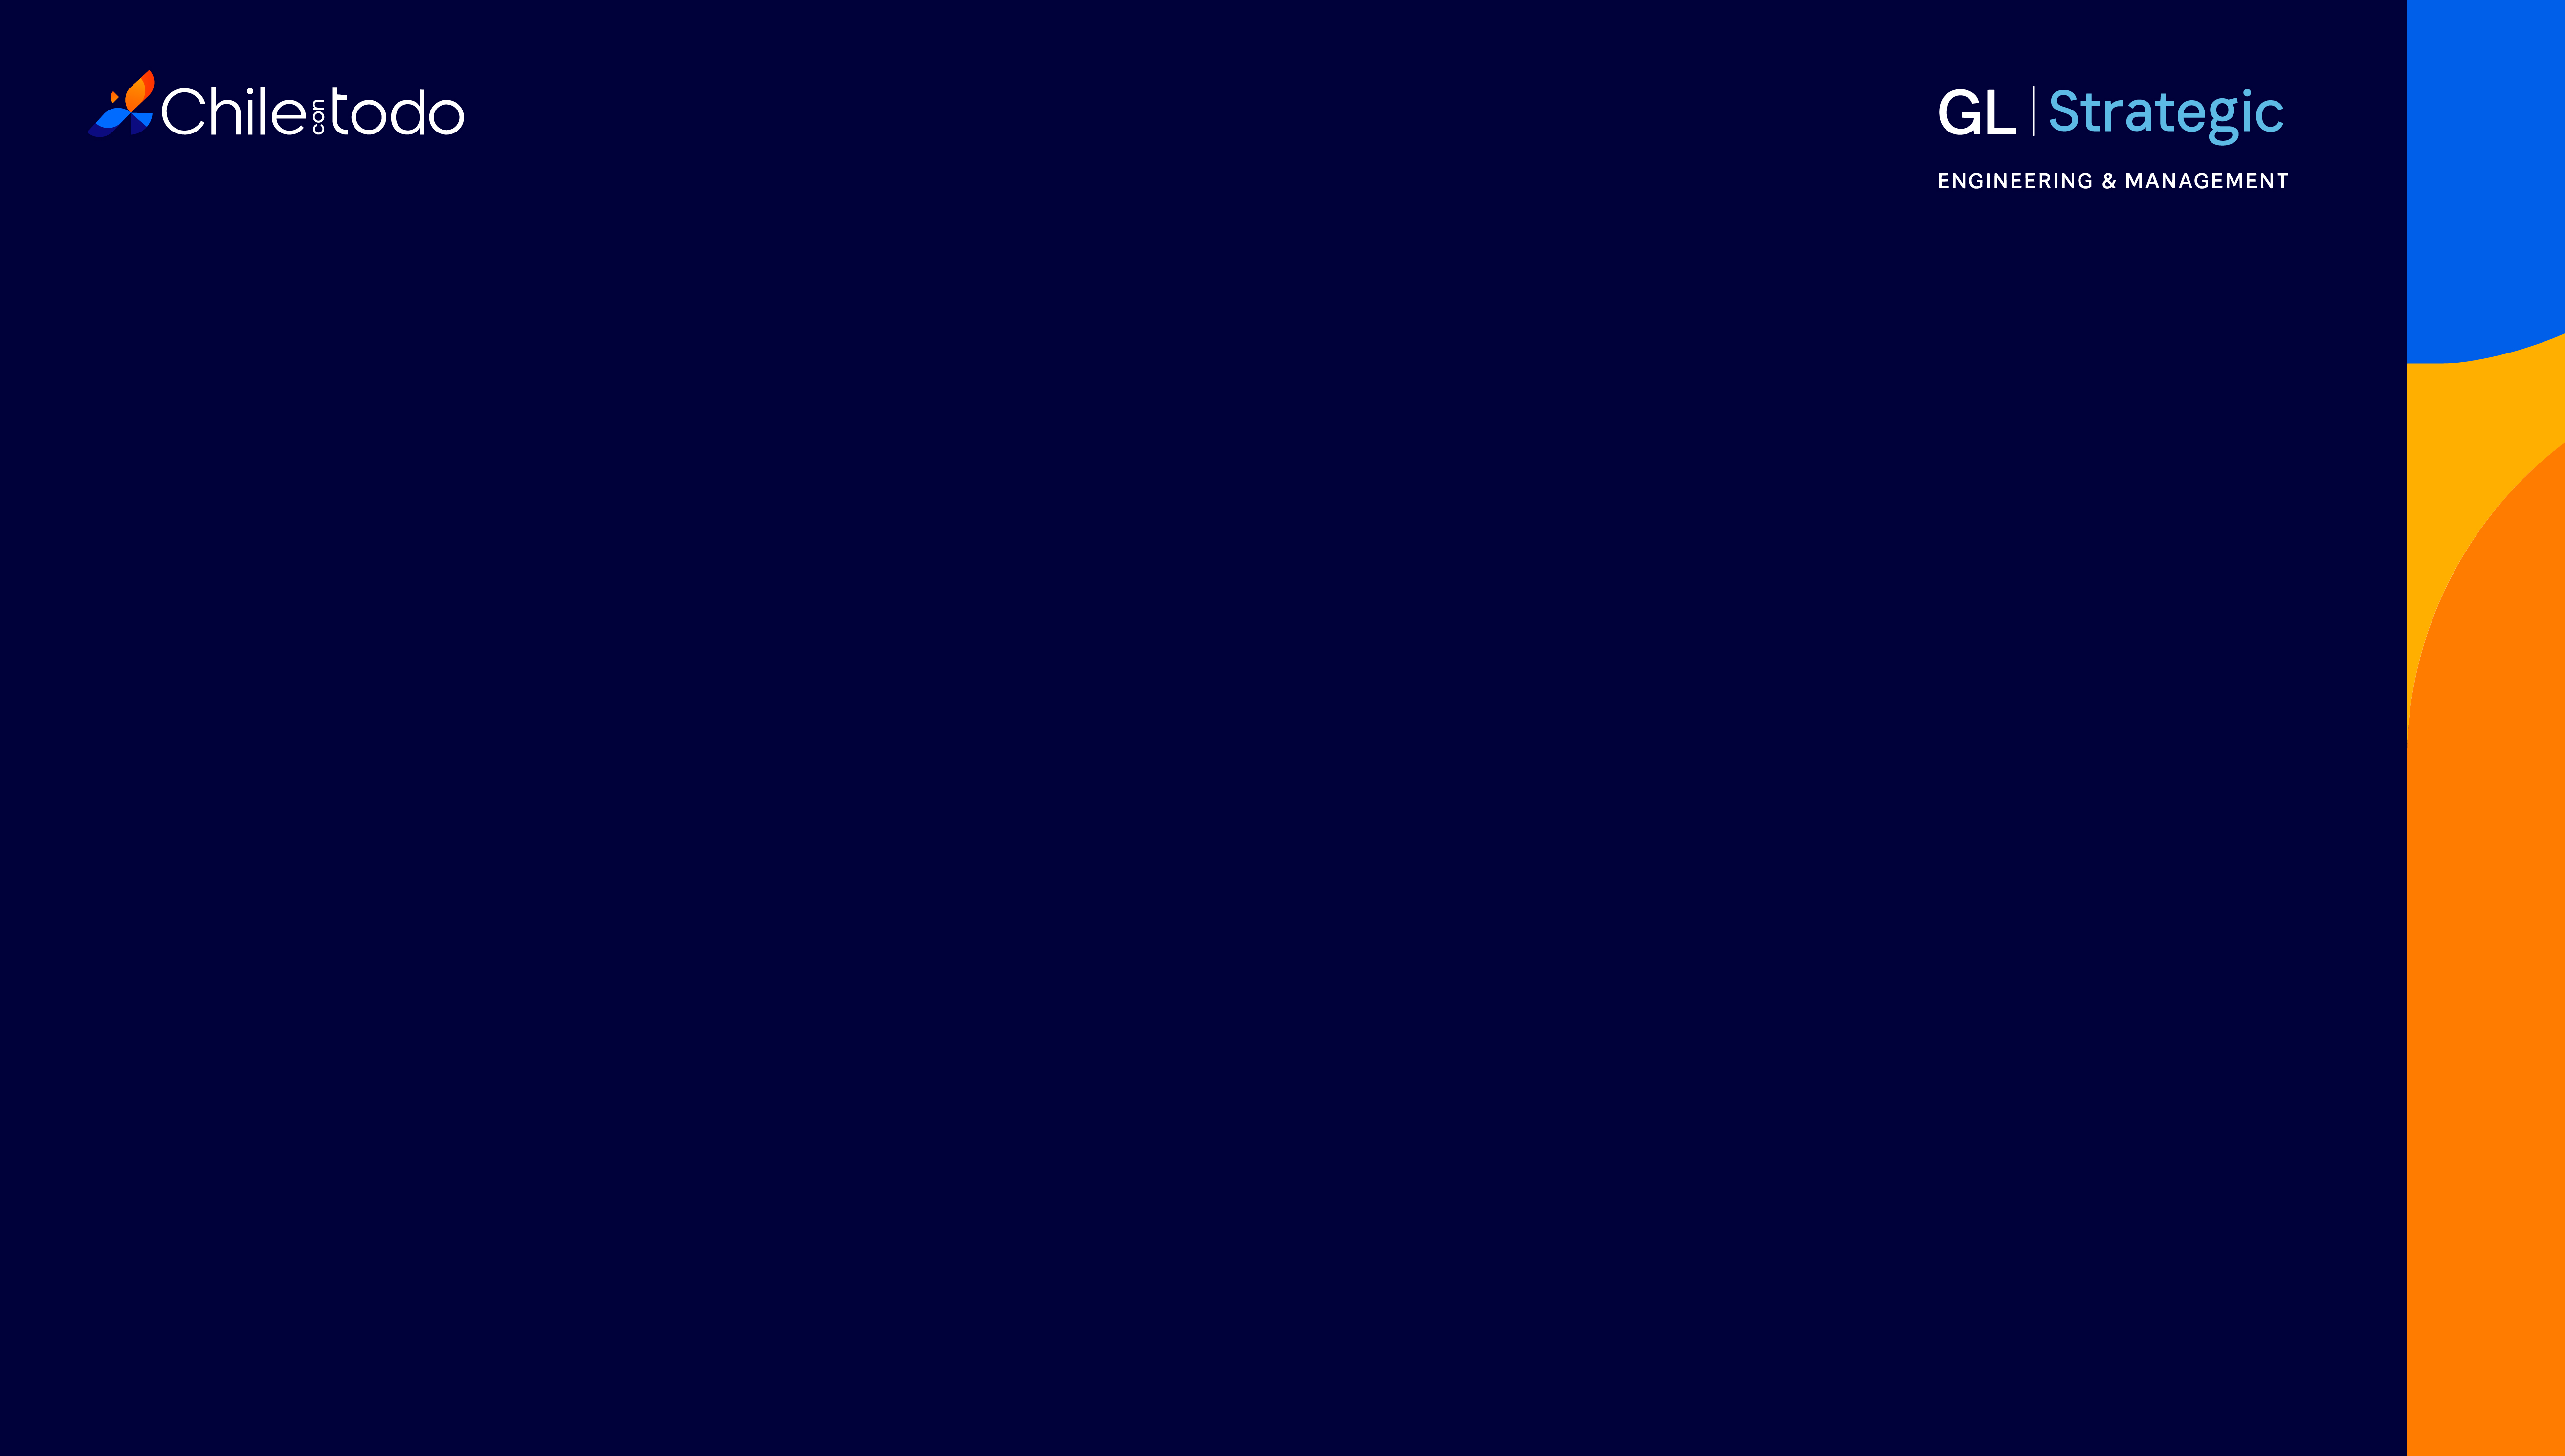 Chile con todo
GL | Strategic
ENGINEERING & MANAGEMENT